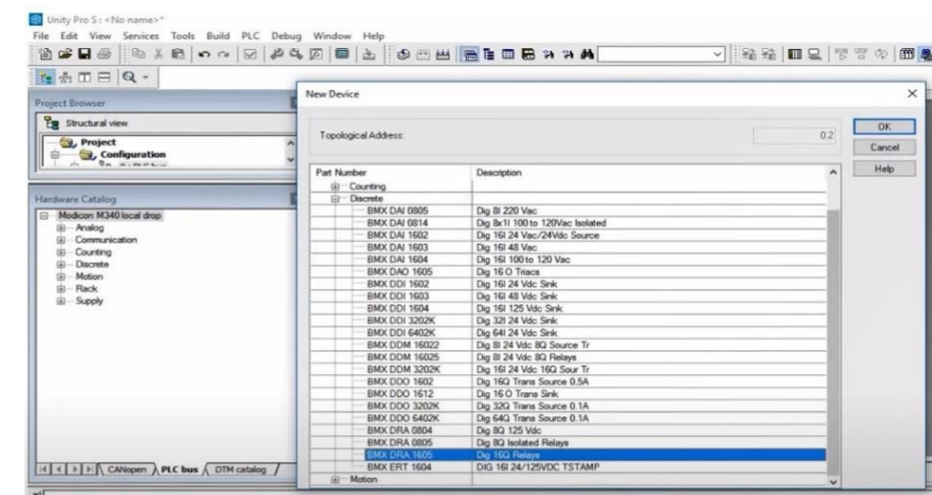 Unity Pro S : <No name>*
File Edit View Services Tools Build PLC Debug Window Help
Project Browser
Structural view
Project
Configuration
Hardware Catalog
Modicon M340 local drop
Analog
Communication
Counting
Discrete
Motion
Rack
Supply
CANopen PLC bus DTM catalog
New Device
Topological Address: 0.2
OK
Cancel
Help
Part Number Description
Counting
Discrete
BMX DAI 0805 Dig 8I 220 Vac
BMX DAI 0814 Dig 8x1I 100 to 120Vac Isolated
BMX DAI 1602 Dig 16I 24 Vac/24Vdc Source
BMX DAI 1603 Dig 16I 48 Vac
BMX DAI 1604 Dig 16I 100 to 120 Vac
BMX DAO 1605 Dig 16 O Triacs
BMX DDI 1602 Dig 16I 24 Vdc Sink
BMX DDI 1603 Dig 16I 48 Vdc Sink
BMX DDI 1604 Dig 16I 125 Vdc Sink
BMX DDI 3202K Dig 32I 24 Vdc Sink
BMX DDI 6402K Dig 64I 24 Vdc Sink
BMX DDM 16022 Dig 8I 24 Vdc 8Q Source Tr
BMX DDM 16025 Dig 8I 24 Vdc 8Q Relays
BMX DDM 3202K Dig 16I 24 Vdc 16Q Sour Tr
BMX DDO 1602 Dig 16Q Trans Source 0.5A
BMX DDO 1612 Dig 16 O Trans Sink
BMX DDO 3202K Dig 32Q Trans Source 0.1A
BMX DDO 6402K Dig 64Q Trans Source 0.1A
BMX DRA 0804 Dig 8Q 125 Vdc
BMX DRA 0805 Dig 8Q Isolated Relays
BMX DRA 1605 Dig 16Q Relays
BMX ERT 1604 DIG 16I 24/125VDC TSTAMP
Motion